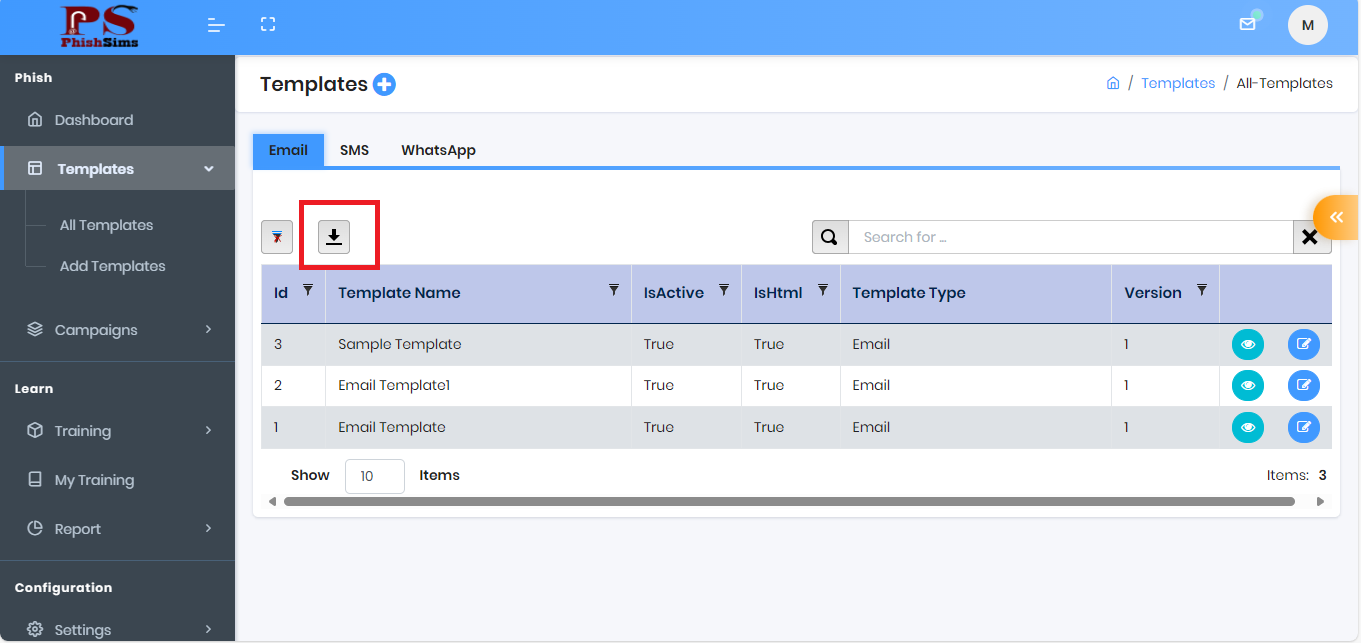 PS
PhishSims
M
Phish
Dashboard
Templates
All Templates
Add Templates
Campaigns
Learn
Training
My Training
Report
Configuration
Settings
Templates
/ Templates / All-Templates
Email SMS WhatsApp
Search for ...
Id Template Name IsActive IsHtml Template Type Version
3 Sample Template True True Email 1
2 Email Template1 True True Email 1
1 Email Template True True Email 1
Show 10 Items Items: 3